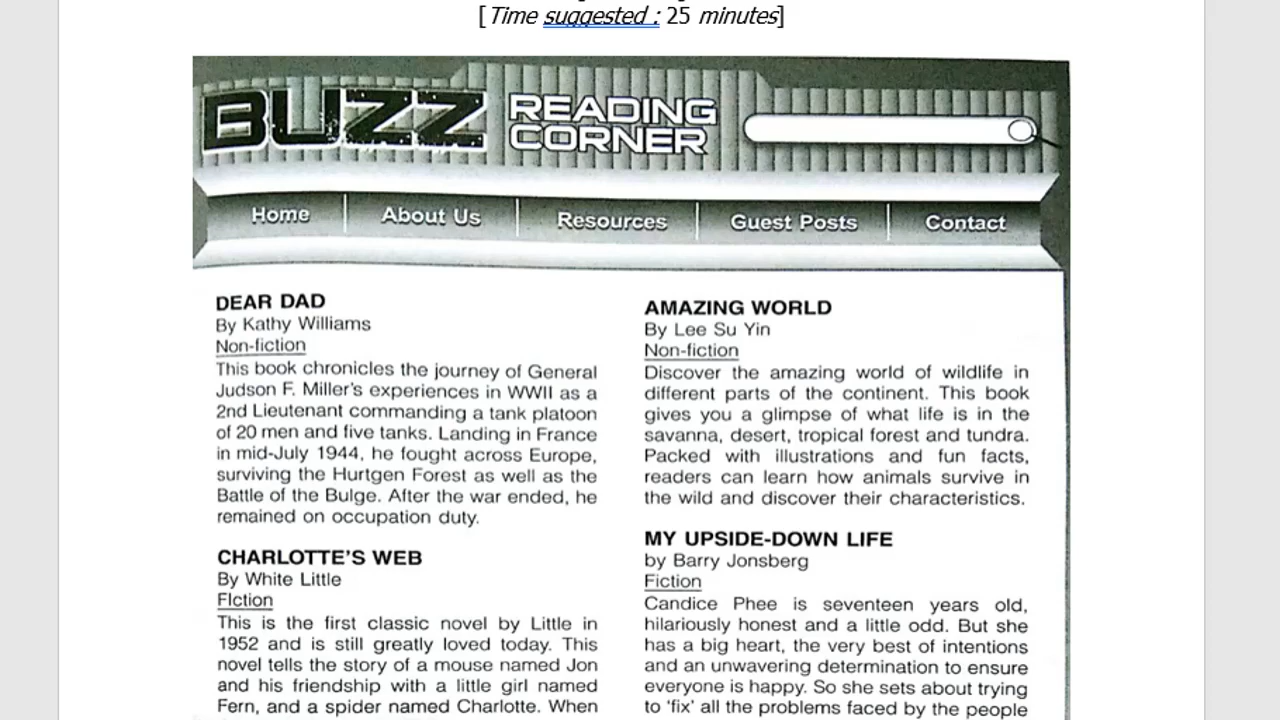 [Time suggested : 25 minutes]
BUZZ READING CORNER
Home About Us Resources Guest Posts Contact
DEAR DAD
By Kathy Williams
Non-fiction
This book chronicles the journey of General
Judson F. Miller's experiences in WWII as a
2nd Lieutenant commanding a tank platoon
of 20 men and five tanks. Landing in France
in mid-July 1944, he fought across Europe,
surviving the Hurtgen Forest as well as the
Battle of the Bulge. After the war ended, he
remained on occupation duty.
CHARLOTTE'S WEB
By White Little
FIction
This is the first classic novel by Little in
1952 and is still greatly loved today. This
novel tells the story of a mouse named Jon
and his friendship with a little girl named
Fern, and a spider named Charlotte. When
AMAZING WORLD
By Lee Su Yin
Non-fiction
Discover the amazing world of wildlife in
different parts of the continent. This book
gives you a glimpse of what life is in the
savanna, desert, tropical forest and tundra.
Packed with illustrations and fun facts,
readers can learn how animals survive in
the wild and discover their characteristics.
MY UPSIDE-DOWN LIFE
by Barry Jonsberg
Fiction
Candice Phee is seventeen years old,
hilariously honest and a little odd. But she
has a big heart, the very best of intentions
and an unwavering determination to ensure
everyone is happy. So she sets about trying
to 'fix' all the problems faced by the people